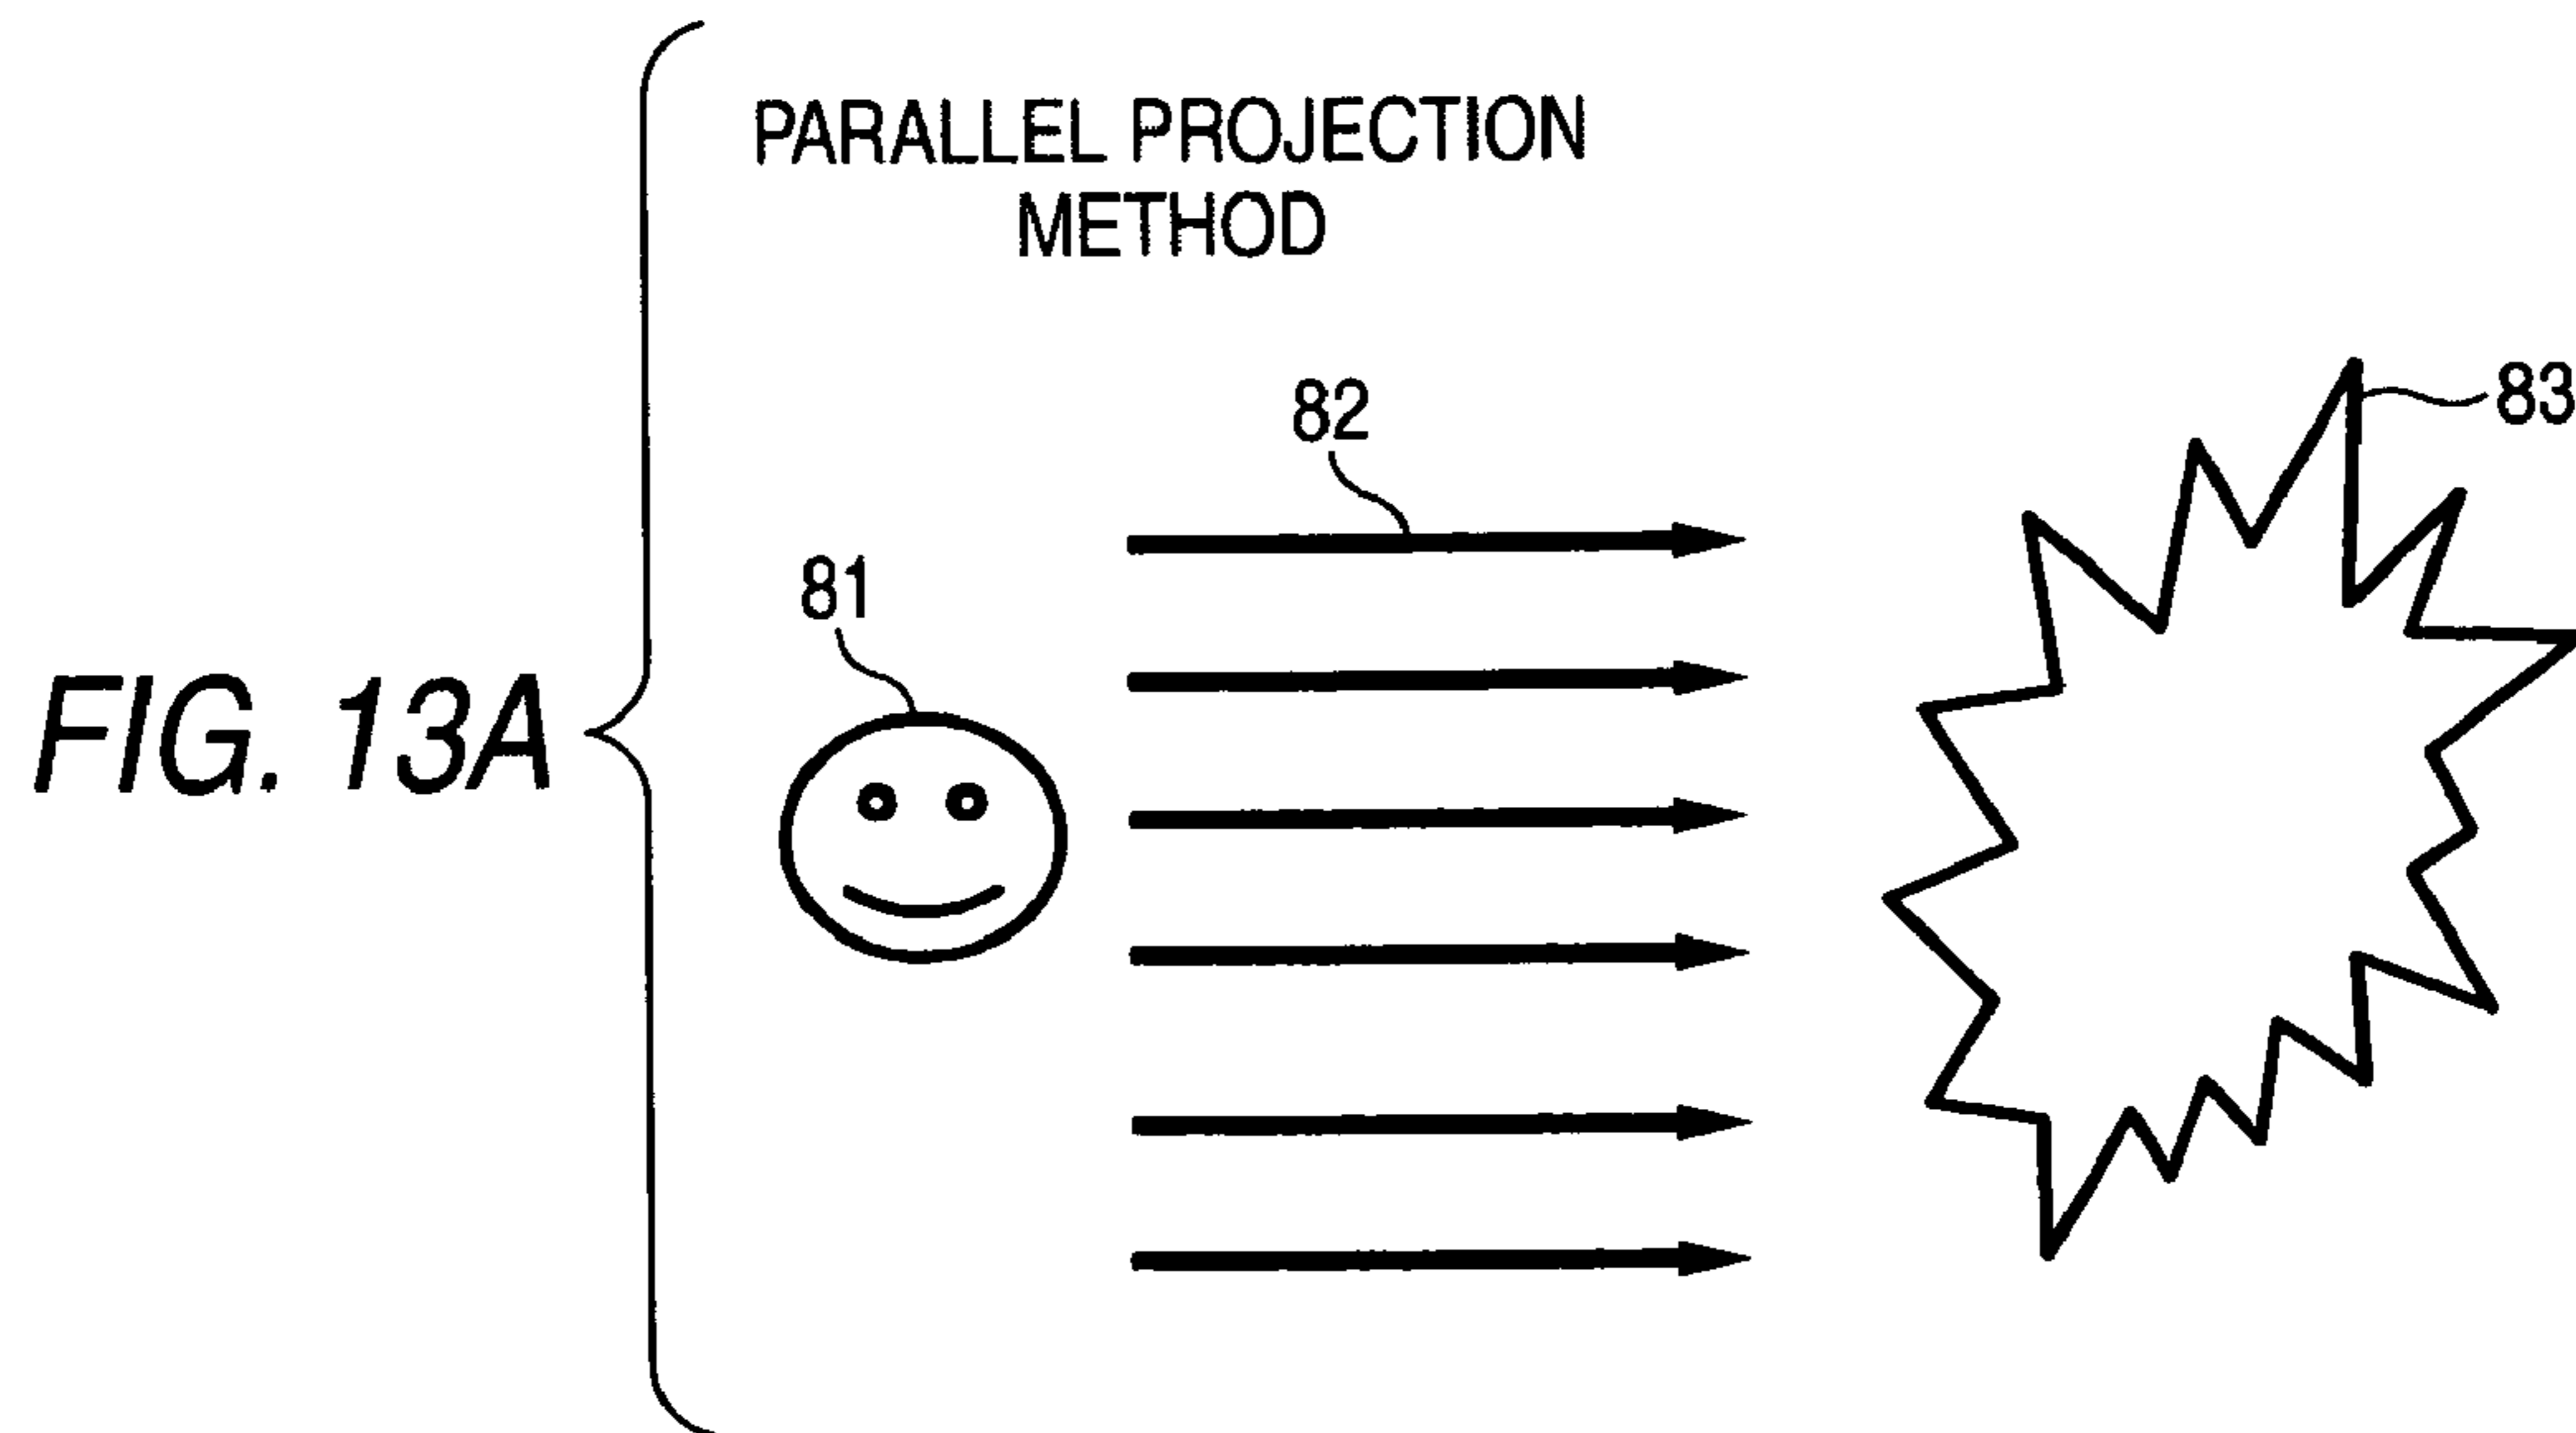 PARALLEL PROJECTION
METHOD
82
83
81
FIG. 13A